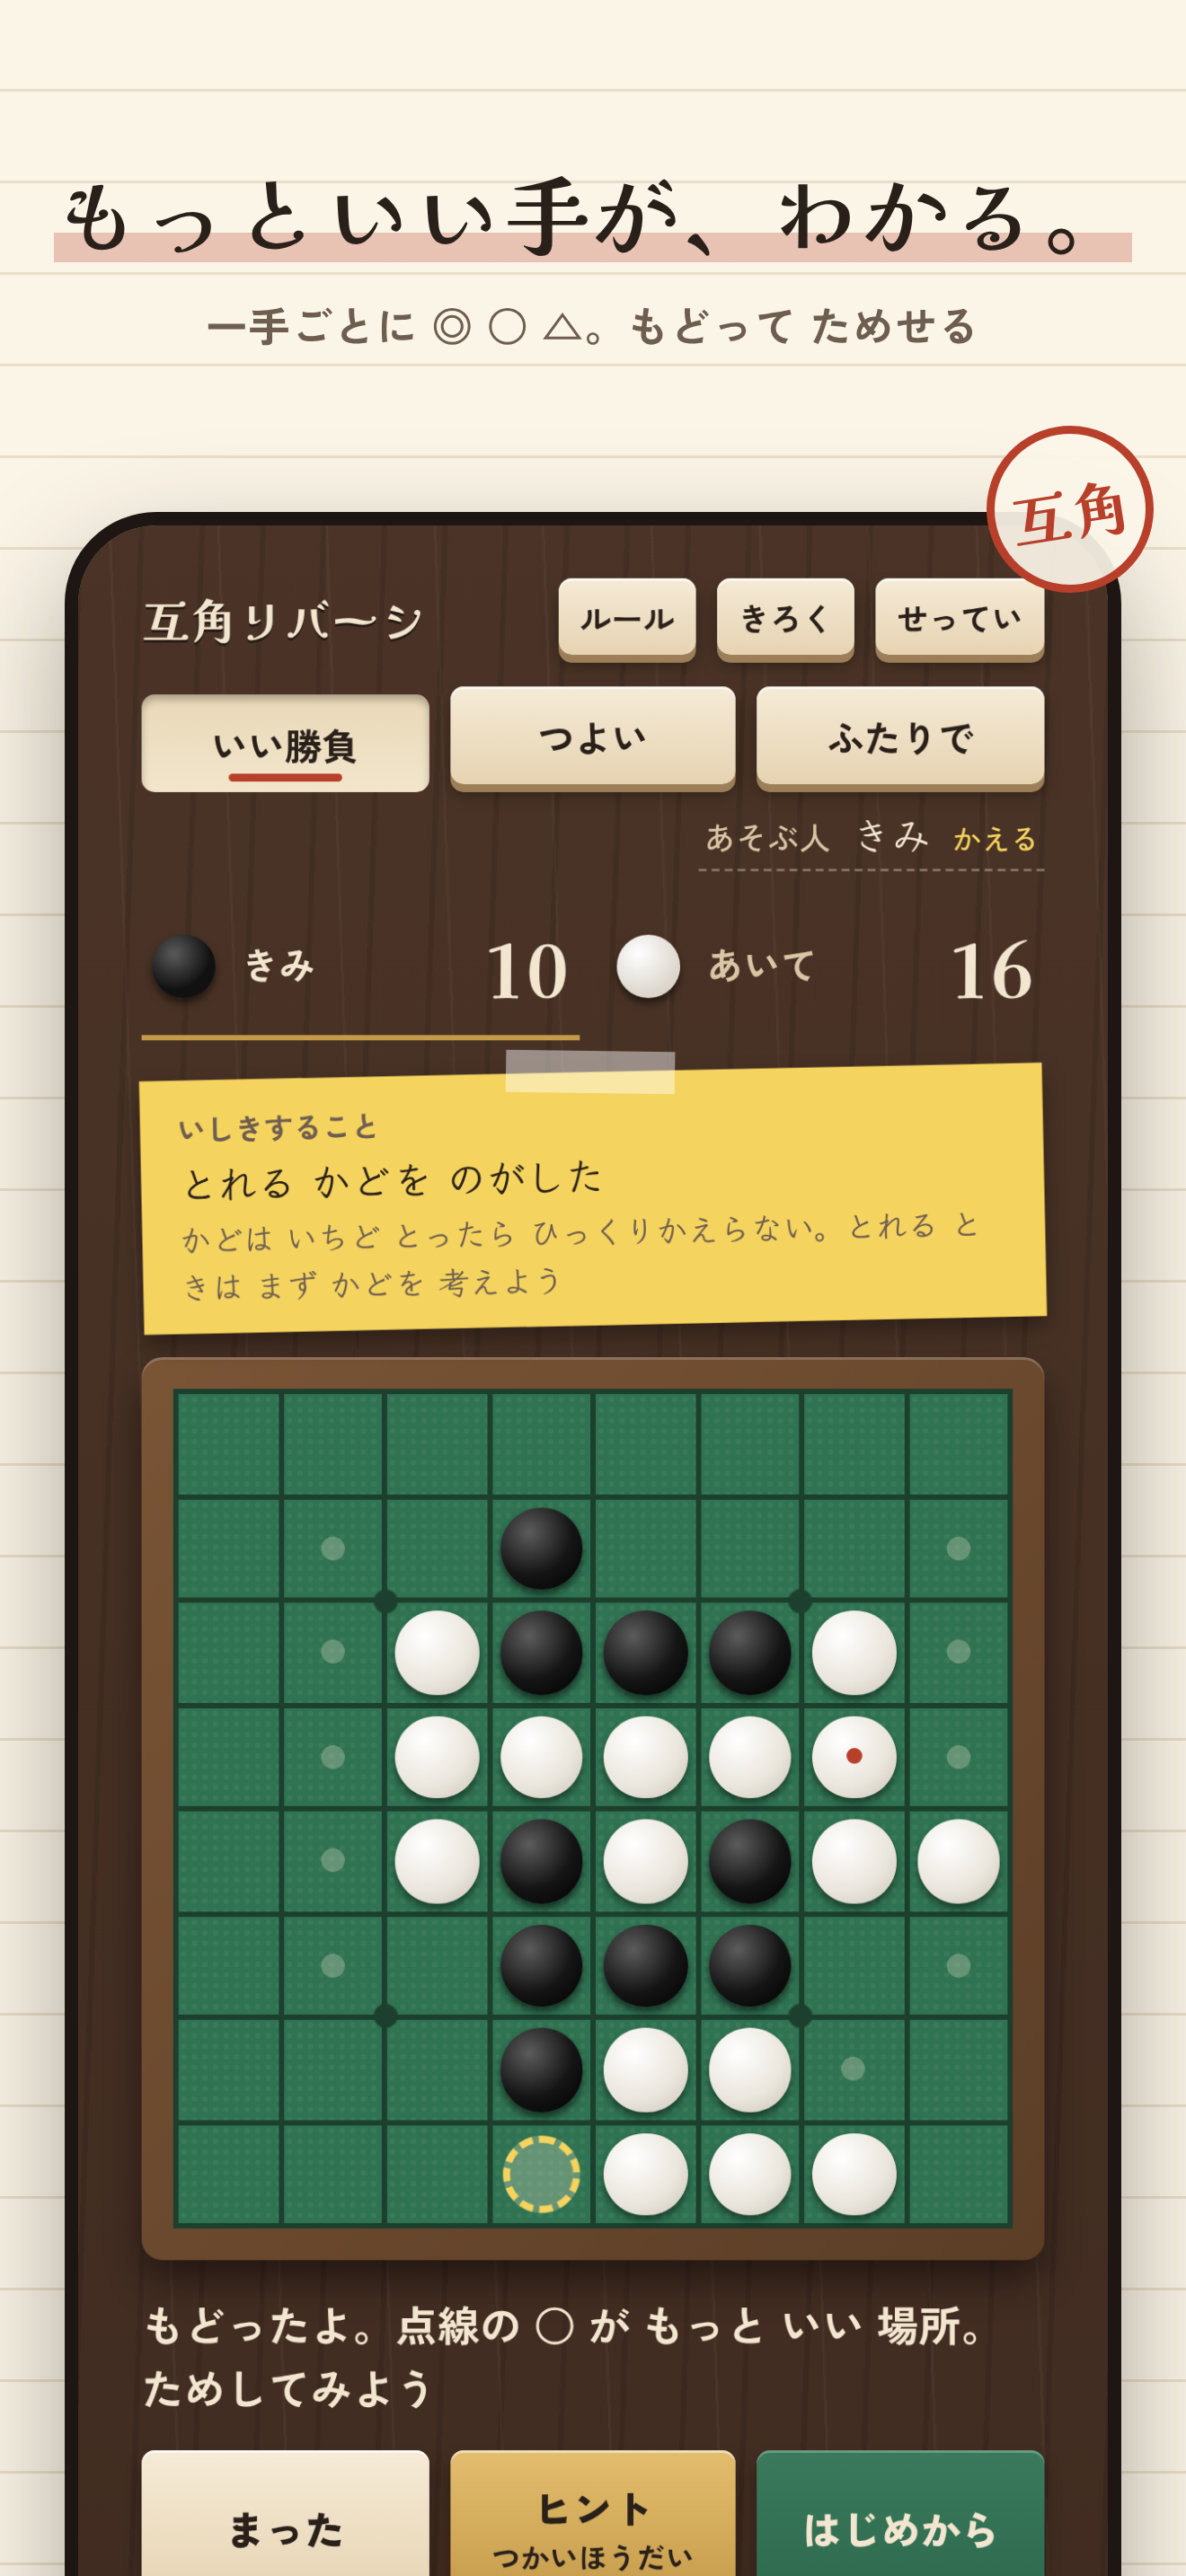 もっといい手が、わかる。
一手ごとに ◎ ○ △。もどって ためせる
互角
互角リバーシ
ルール
きろく
せってい
いい勝負
つよい
ふたりで
あそぶ人 きみ かえる
きみ 10
あいて 16
いしきすること
とれる かどを のがした
かどは いちど とったら ひっくりかえらない。とれる と
きは まず かどを 考えよう
もどったよ。点線の ○ が もっと いい 場所。
ためしてみよう
まった
ヒント
つかいほうだい
はじめから